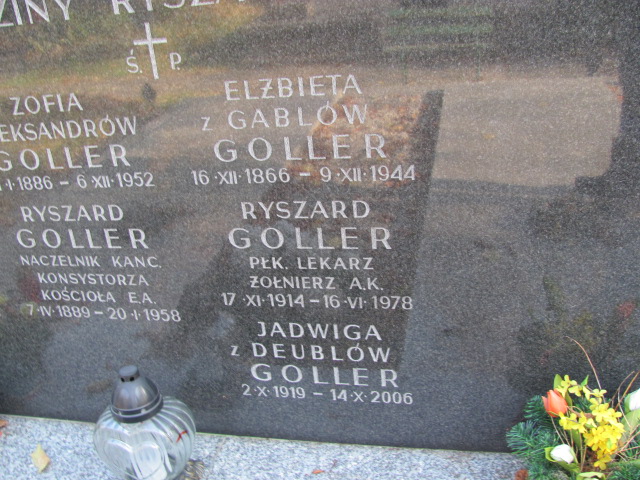 Ś. P.
ZOFIA
GOLLER
6·XII·1952
RYSZARD
GOLLER
NACZELNIK KANC.
KONSYSTORZA
KOŚCIOŁA E.A.
7·IV·1889 – 20·I·1958
ELŻBIETA
z GABLÓW
GOLLER
16·XII·1866 – 9·XII·1944
RYSZARD
GOLLER
PŁK. LEKARZ
ŻOŁNIERZ A.K.
17·XI·1914 – 16·VI·1978
JADWIGA
z DEUBLÓW
GOLLER
2·X·1919 – 14·X·2006